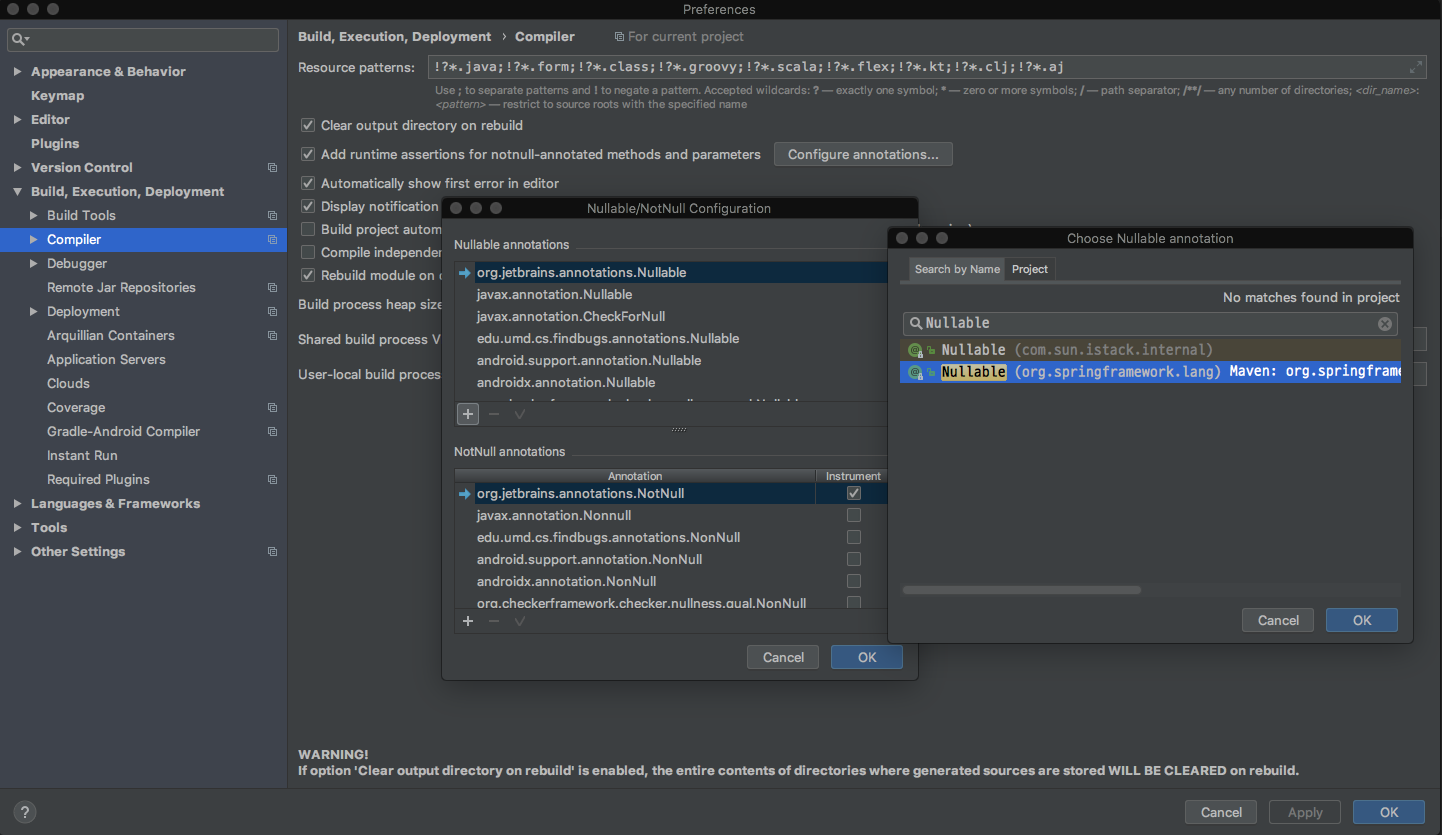 Preferences
Appearance & Behavior
Keymap
Editor
Plugins
Version Control
Build, Execution, Deployment
Build Tools
Compiler
Debugger
Remote Jar Repositories
Deployment
Arquillian Containers
Application Servers
Clouds
Coverage
Gradle-Android Compiler
Instant Run
Required Plugins
Languages & Frameworks
Tools
Other Settings
?
Build, Execution, Deployment › Compiler For current project
Resource patterns: !?*.java;!?*.form;!?*.class;!?*.groovy;!?*.scala;!?*.flex;!?*.kt;!?*.clj;!?*.aj
Use ; to separate patterns and ! to negate a pattern. Accepted wildcards: ? — exactly one symbol; * — zero or more symbols; / — path separator; /**/ — any number of directories; <dir_name>:
<pattern> — restrict to source roots with the specified name
Clear output directory on rebuild
Add runtime assertions for notnull-annotated methods and parameters Configure annotations...
Automatically show first error in editor
Display notification
Build project autom
Compile independen
Rebuild module on
Build process heap size
Shared build process V
User-local build proces
Nullable/NotNull Configuration
Nullable annotations
org.jetbrains.annotations.Nullable
javax.annotation.Nullable
javax.annotation.CheckForNull
edu.umd.cs.findbugs.annotations.Nullable
android.support.annotation.Nullable
androidx.annotation.Nullable
NotNull annotations
Annotation Instrument
org.jetbrains.annotations.NotNull
javax.annotation.Nonnull
edu.umd.cs.findbugs.annotations.NonNull
android.support.annotation.NonNull
androidx.annotation.NonNull
org.checkerframework.checker.nullness.qual.NonNull
Cancel OK
Choose Nullable annotation
Search by Name Project
No matches found in project
Nullable
Nullable (com.sun.istack.internal)
Nullable (org.springframework.lang) Maven: org.springframe
Cancel OK
WARNING!
If option 'Clear output directory on rebuild' is enabled, the entire contents of directories where generated sources are stored WILL BE CLEARED on rebuild.
Cancel Apply OK